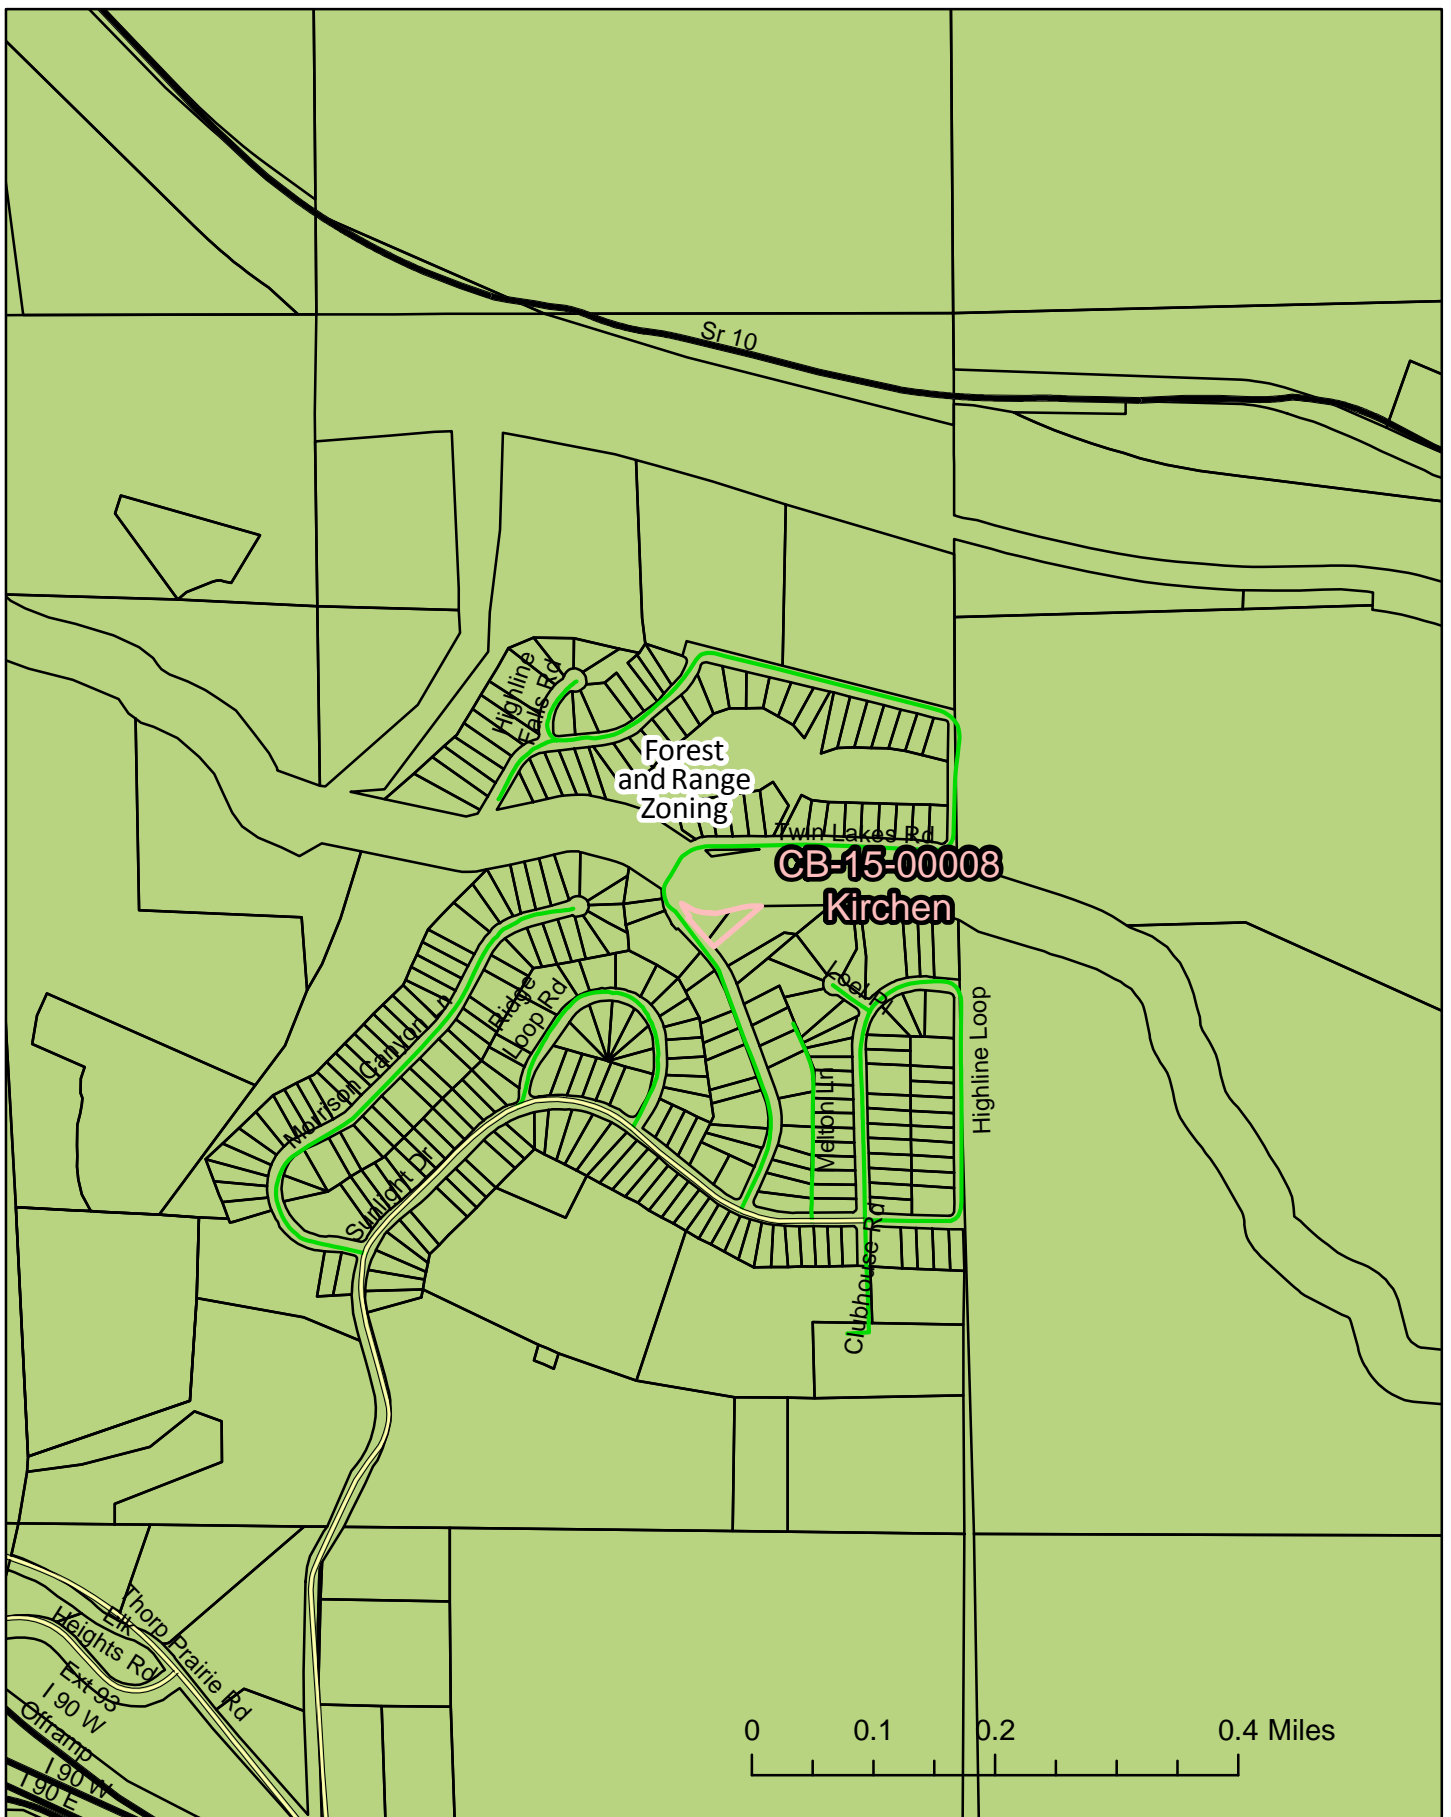 Sr 10
Highline
Falls Rd
Forest
and Range
Zoning
Twin Lakes Rd
CB-15-00008
Kirchen
Loel Pl
Ridge
Loop Rd
Morrison Canyon Ln
Highline Loop
Melton Ln
Sunlight Dr
Clubhouse Rd
Thorp Prairie Rd
Elk
Heights Rd
Ext 93
I 90 W
Offramp
I 90 W
I 90 E
0 0.1 0.2 0.4 Miles